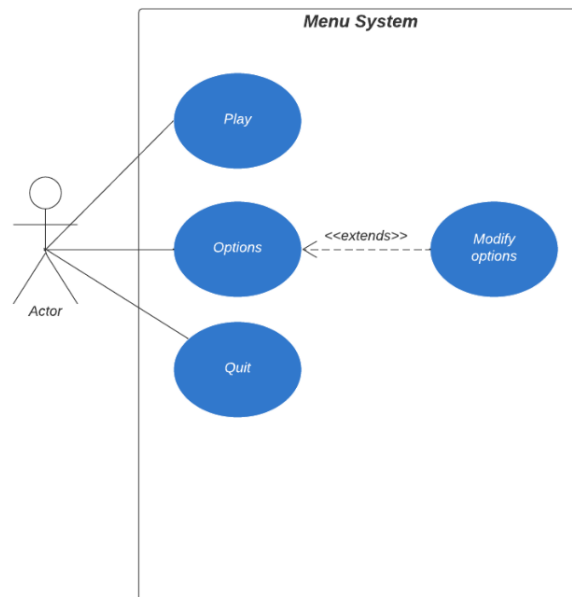 Menu System
Play
Options
<<extends>>
Modify
options
Actor
Quit